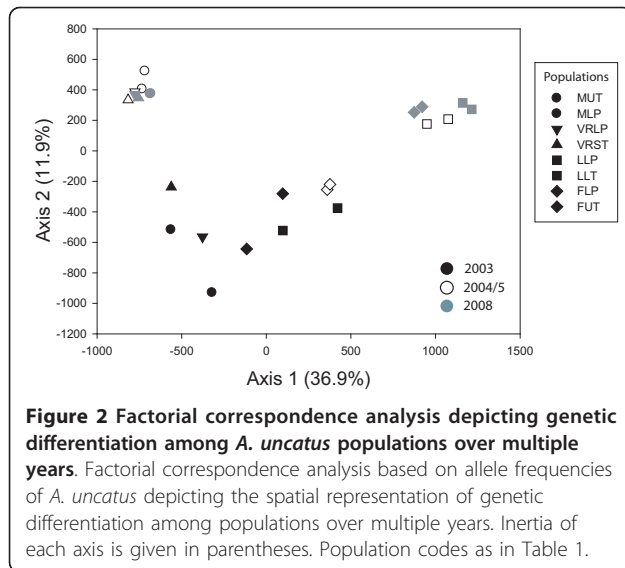 800
600
400
200
0
-200
-400
-600
-800
-1000
-1200
Axis 2 (11.9%)
-1000 -500 0 500 1000 1500
Axis 1 (36.9%)
2003
2004/5
2008
Populations
MUT
MLP
VRLP
VRST
LLP
LLT
FLP
FUT
Figure 2 Factorial correspondence analysis depicting genetic
differentiation among A. uncatus populations over multiple
years. Factorial correspondence analysis based on allele frequencies
of A. uncatus depicting the spatial representation of genetic
differentiation among populations over multiple years. Inertia of
each axis is given in parentheses. Population codes as in Table 1.